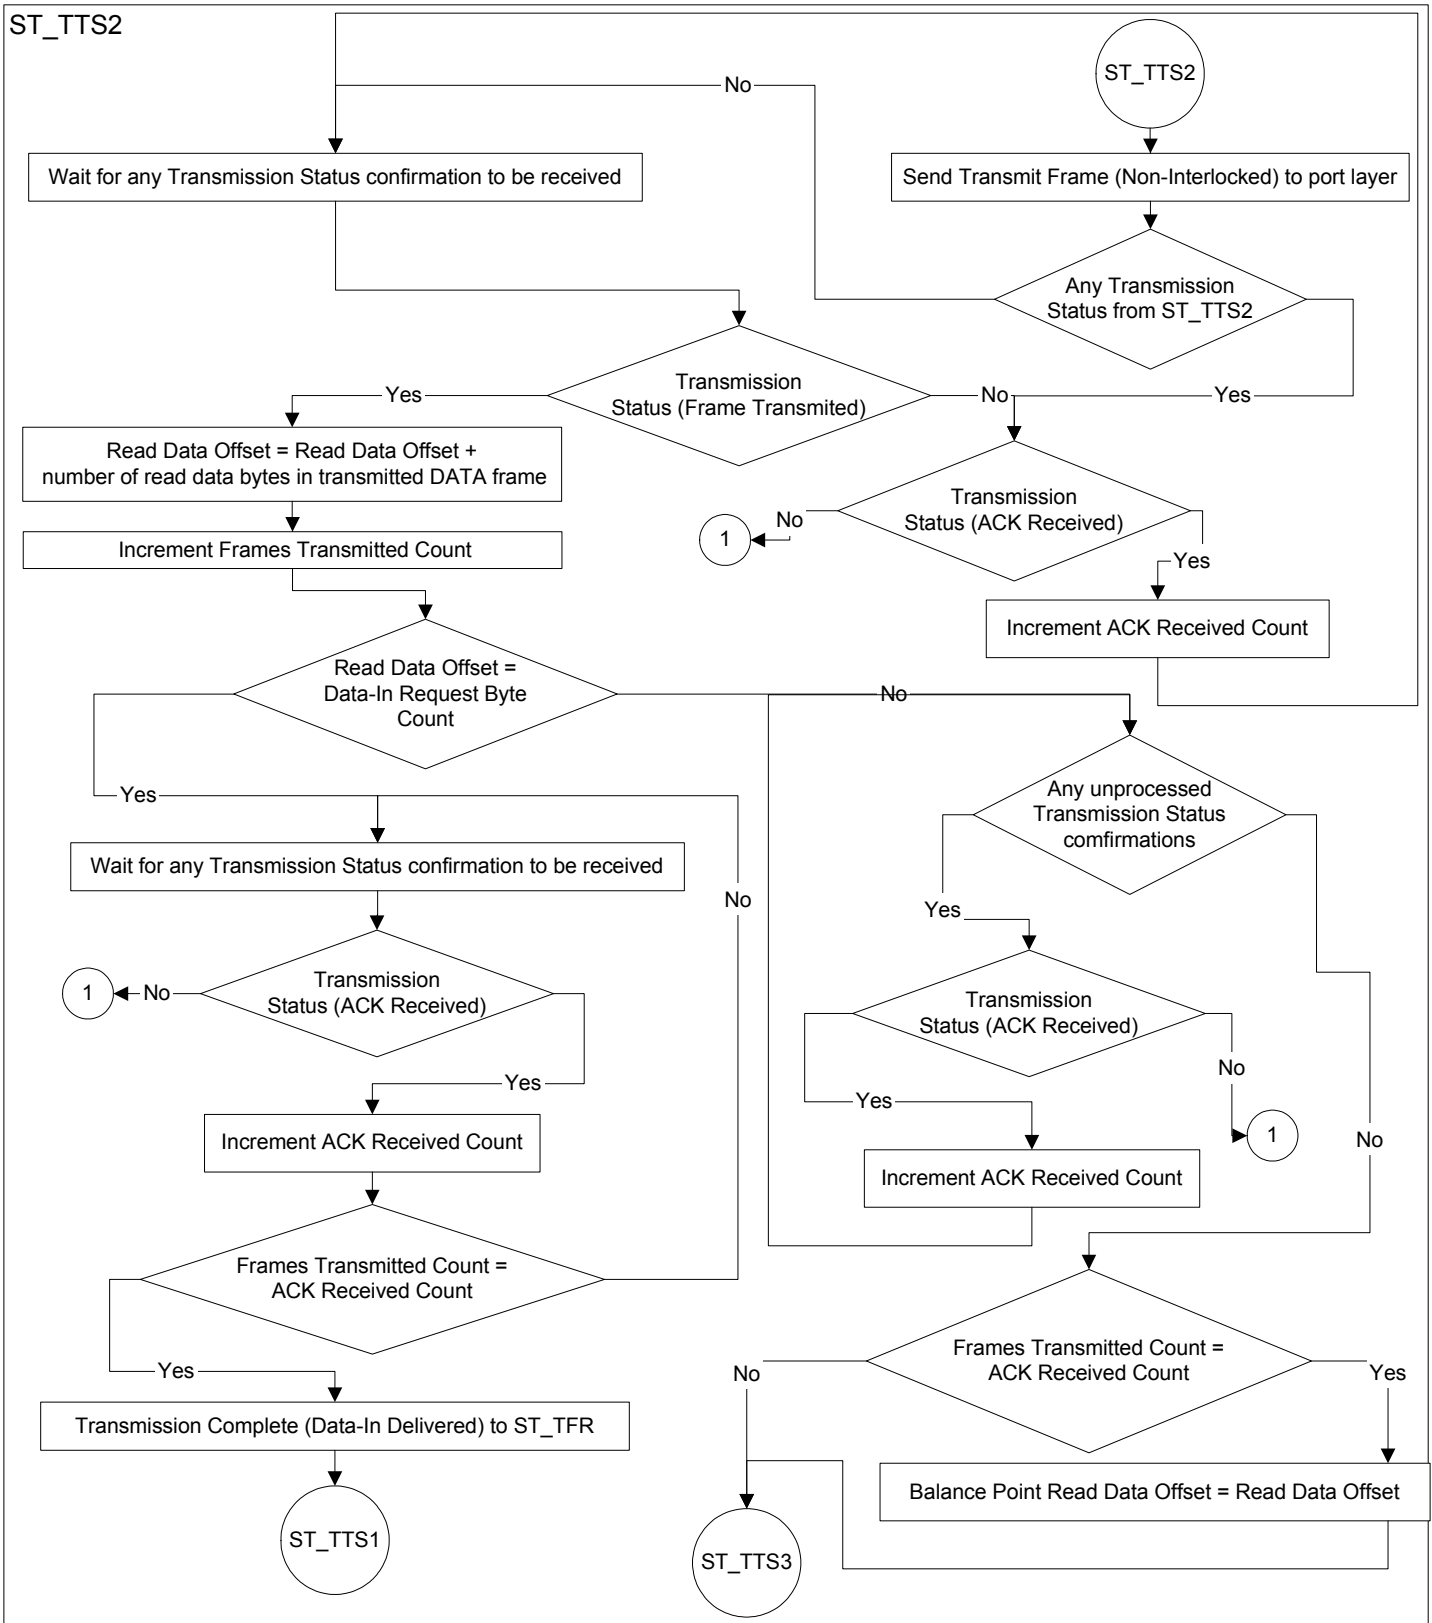 ST_TTS2
ST_TTS2
No
Wait for any Transmission Status confirmation to be received
Send Transmit Frame (Non-Interlocked) to port layer
Any Transmission
Status from ST_TTS2
Transmission
Status (Frame Transmited)
Yes
No
Yes
Read Data Offset = Read Data Offset +
number of read data bytes in transmitted DATA frame
Transmission
Status (ACK Received)
No
1
Increment Frames Transmitted Count
Yes
Increment ACK Received Count
Read Data Offset =
Data-In Request Byte
Count
No
Yes
Any unprocessed
Transmission Status
comfirmations
Wait for any Transmission Status confirmation to be received
No
Yes
Transmission
Status (ACK Received)
No
1
Transmission
Status (ACK Received)
No
Yes
Yes
1
No
Increment ACK Received Count
Increment ACK Received Count
Frames Transmitted Count =
ACK Received Count
Yes
Frames Transmitted Count =
ACK Received Count
No
Yes
Transmission Complete (Data-In Delivered) to ST_TFR
Balance Point Read Data Offset = Read Data Offset
ST_TTS1
ST_TTS3